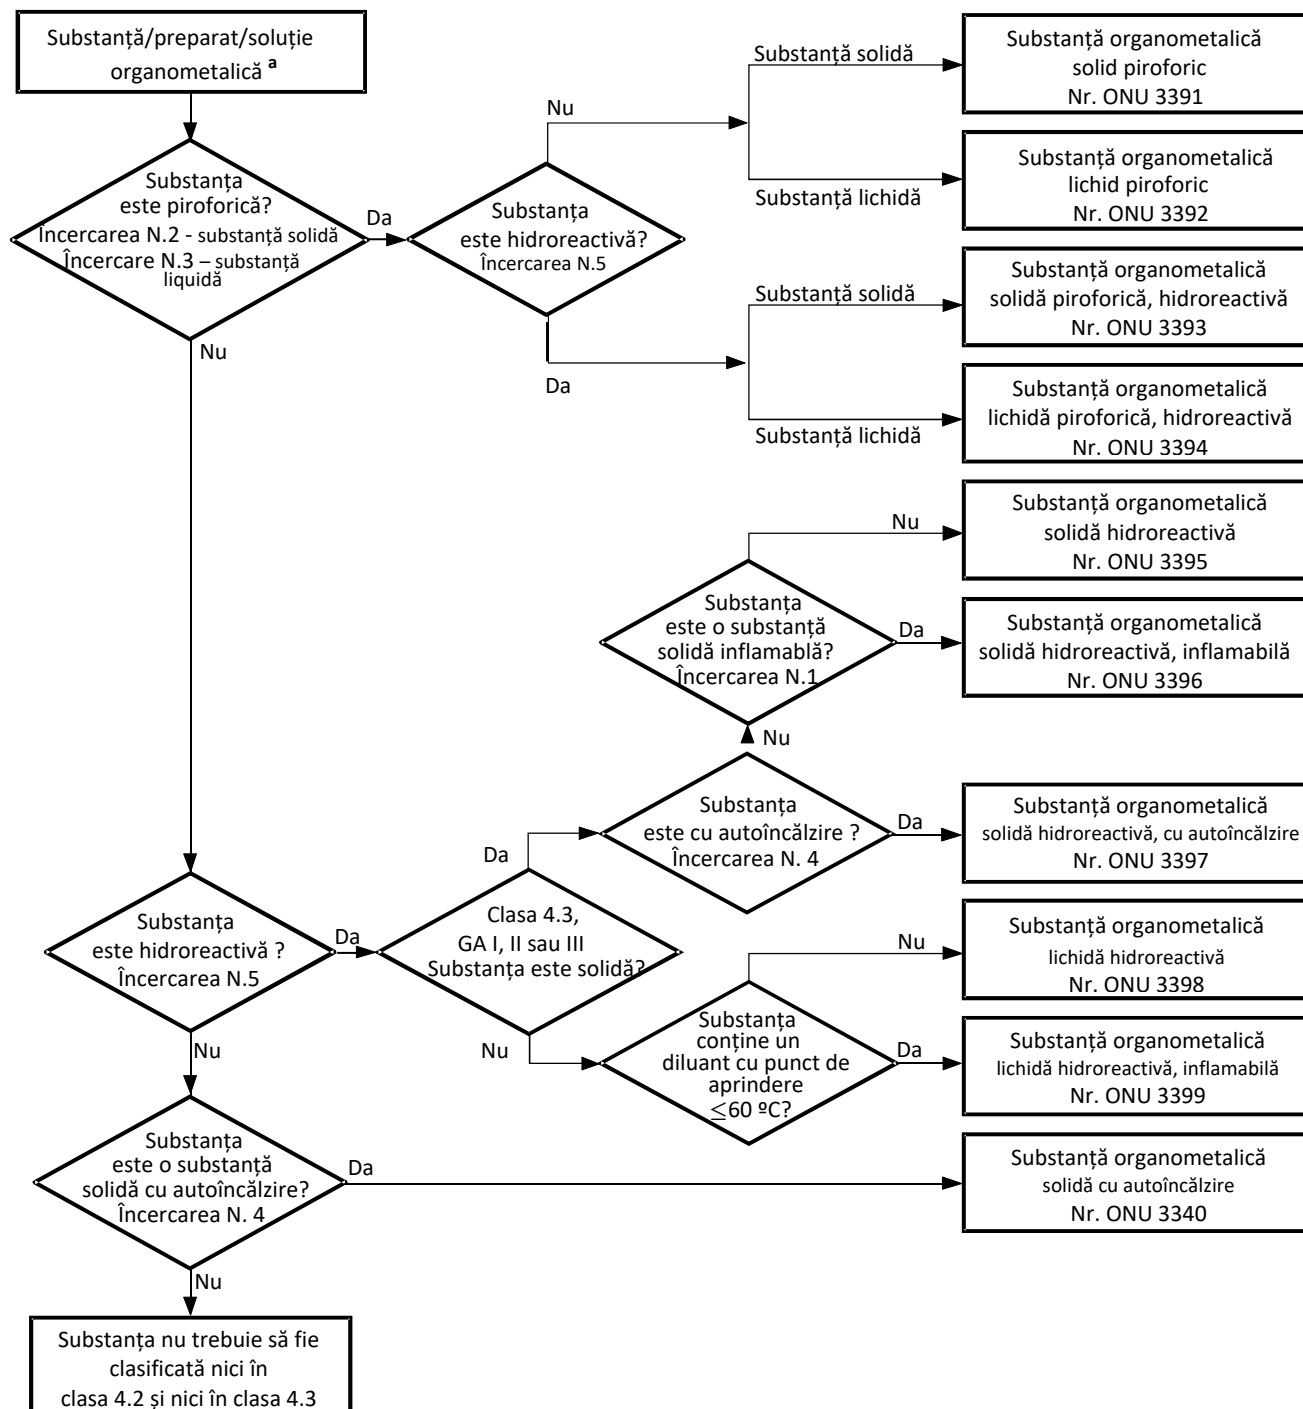 Substanță/preparat/soluție
organometalică a
Substanța
este piroforică?
Încercarea N.2 - substanță solidă
Încercare N.3 – substanță
liquidă
Da
Nu
Substanța
este hidroreactivă?
Încercarea N.5
Nu
Da
Substanță solidă
Substanță lichidă
Substanță solidă
Substanță lichidă
Substanță organometalică
solid piroforic
Nr. ONU 3391
Substanță organometalică
lichid piroforic
Nr. ONU 3392
Substanță organometalică
solidă piroforică, hidroreactivă
Nr. ONU 3393
Substanță organometalică
lichidă piroforică, hidroreactivă
Nr. ONU 3394
Nu
Substanță organometalică
solidă hidroreactivă
Nr. ONU 3395
Substanța
este o substanță
solidă inflamablă?
Încercarea N.1
Da
Substanță organometalică
solidă hidroreactivă, inflamabilă
Nr. ONU 3396
Nu
Substanța
este cu autoîncălzire ?
Încercarea N. 4
Da
Substanță organometalică
solidă hidroreactivă, cu autoîncălzire
Nr. ONU 3397
Substanța
este hidroreactivă ?
Încercarea N.5
Da
Nu
Da
Clasa 4.3,
GA I, II sau III
Substanța este solidă?
Nu
Nu
Substanță organometalică
lichidă hidroreactivă
Nr. ONU 3398
Substanța
conține un
diluant cu punct de
aprindere
≤60 ºC?
Da
Substanță organometalică
lichidă hidroreactivă, inflamabilă
Nr. ONU 3399
Substanța
este o substanță
solidă cu autoîncălzire?
Încercarea N. 4
Da
Substanță organometalică
solidă cu autoîncălzire
Nr. ONU 3340
Nu
Substanța nu trebuie să fie
clasificată nici în
clasa 4.2 și nici în clasa 4.3